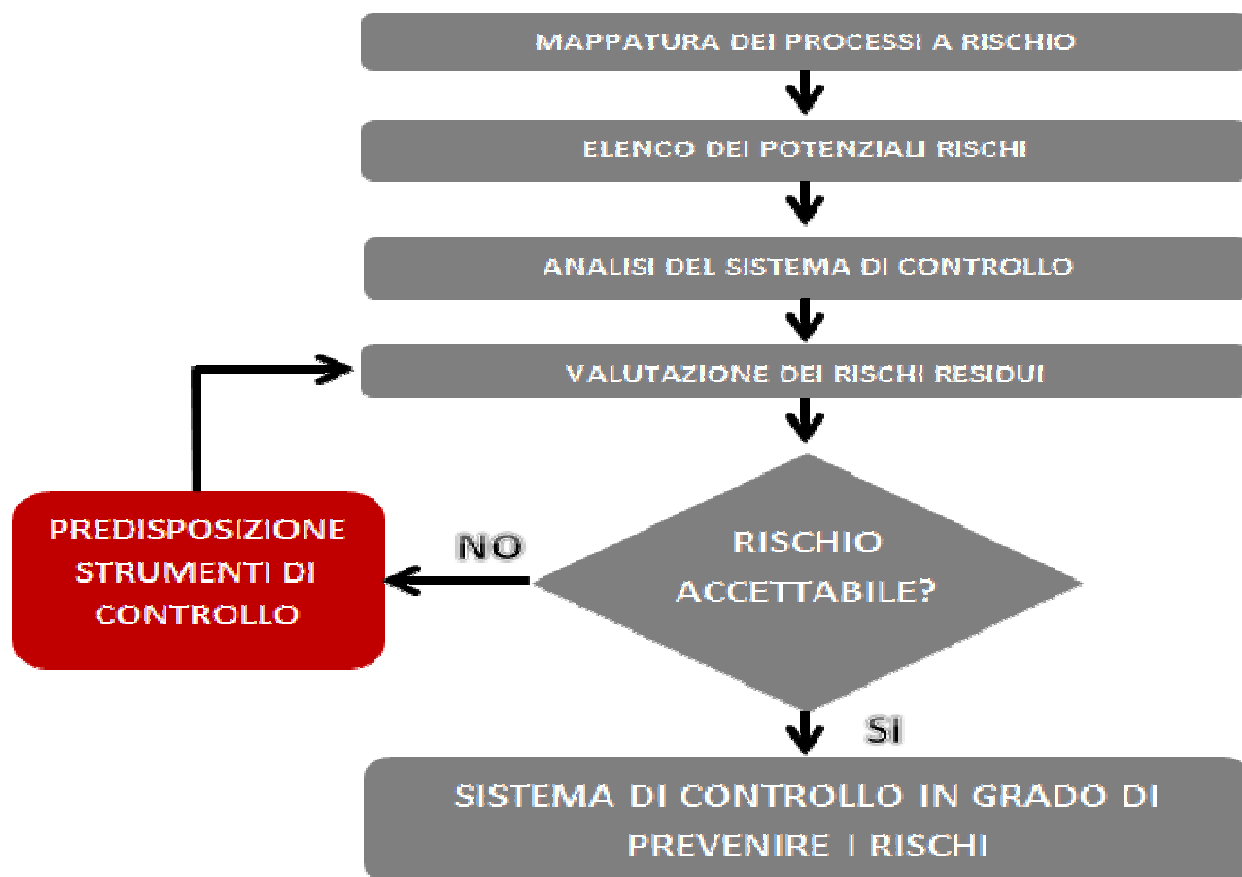 MAPPATURA DEI PROCESSI A RISCHIO
ELENCO DEI POTENZIALI RISCHI
ANALISI DEL SISTEMA DI CONTROLLO
VALUTAZIONE DEI RISCHI RESIDUI
PREDISPOSIZIONE
STRUMENTI DI
CONTROLLO
NO
RISCHIO
ACCETTABILE?
SI
SISTEMA DI CONTROLLO IN GRADO DI
PREVENIRE I RISCHI